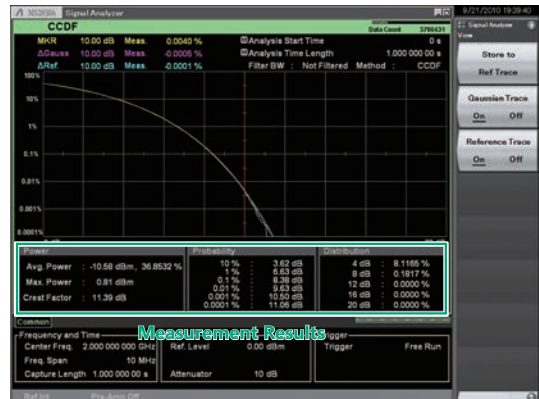 MS2690A Signal Analyzer 9/21/2010 19:39:40
CCDF Data Count 3790431
MKR 10.00 dB Meas. 0.0040 % Analysis Start Time 0 s
ΔGauss 10.00 dB Meas. -0.0005 % Analysis Time Length 1.000 000 00 s
ΔRef. 10.00 dB Meas. -0.0001 % Filter BW : Not Filtered Method : CCDF
Signal Analyzer
View
Store to
Ref Trace
Gaussian Trace
On Off
Reference Trace
On Off
100%
10%
1%
0.1%
0.01%
0.001%
0.0001%
Power Probability Distribution
Avg. Power : -10.58 dBm, 36.8532 %
Max. Power : 0.81 dBm
Crest Factor : 11.39 dB
10 % : 3.62 dB
1 % : 6.63 dB
0.1 % : 8.38 dB
0.01 % : 9.63 dB
0.001 % : 10.50 dB
0.0001 % : 11.06 dB
4 dB : 8.1165 %
8 dB : 0.1817 %
12 dB : 0.0000 %
16 dB : 0.0000 %
20 dB : 0.0000 %
Measurement Results
Common
Frequency and Time
Center Freq. 2.000 000 000 GHz
Freq. Span 10 MHz
Capture Length 1.000 000 00 s
Ref. Level 0.00 dBm
Attenuator 10 dB
Trigger
Trigger Free Run
Ref.Int Pre-Amp Off